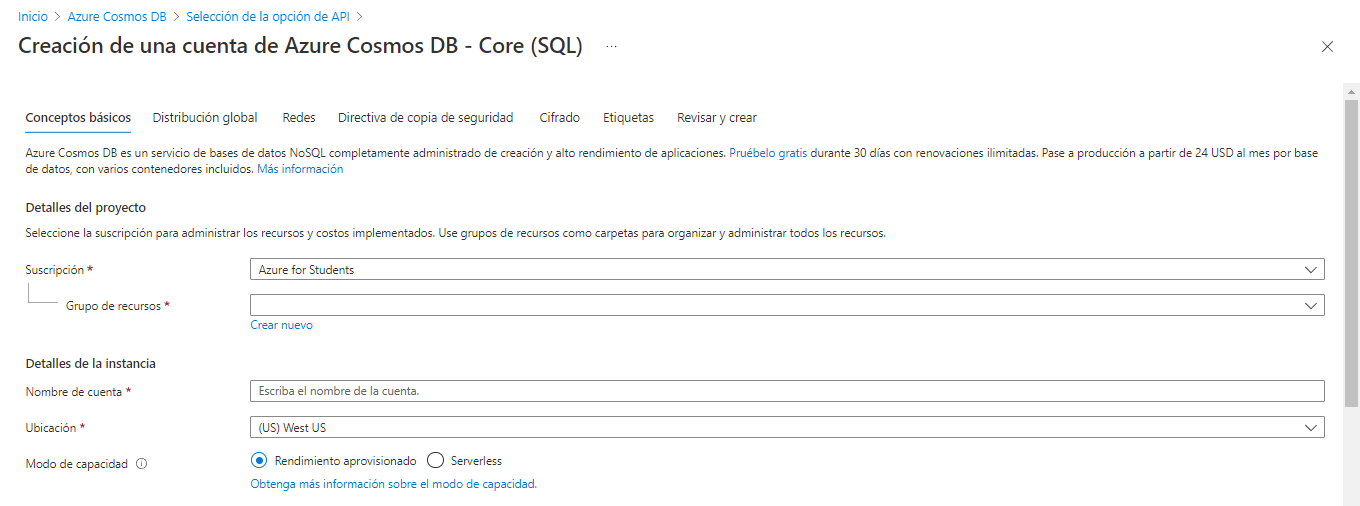 Inicio > Azure Cosmos DB > Selección de la opción de API >
Creación de una cuenta de Azure Cosmos DB - Core (SQL) ...
Conceptos básicos Distribución global Redes Directiva de copia de seguridad Cifrado Etiquetas Revisar y crear
Azure Cosmos DB es un servicio de bases de datos NoSQL completamente administrado de creación y alto rendimiento de aplicaciones. Pruébelo gratis durante 30 días con renovaciones ilimitadas. Pase a producción a partir de 24 USD al mes por base
de datos, con varios contenedores incluidos. Más información
Detalles del proyecto
Seleccione la suscripción para administrar los recursos y costos implementados. Use grupos de recursos como carpetas para organizar y administrar todos los recursos.
Suscripción * Azure for Students
Grupo de recursos *
Crear nuevo
Detalles de la instancia
Nombre de cuenta * Escriba el nombre de la cuenta.
Ubicación * (US) West US
Modo de capacidad Rendimiento aprovisionado Serverless
Obtenga más información sobre el modo de capacidad.